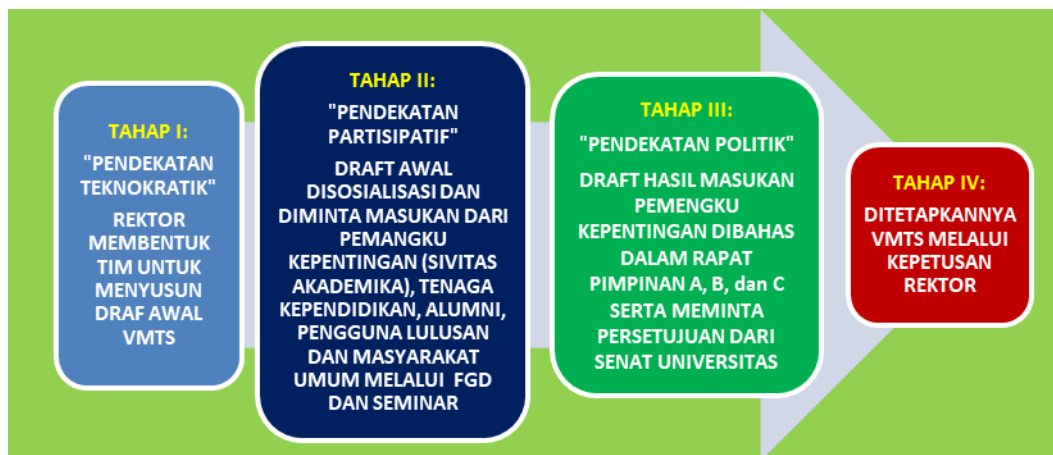 TAHAP I:
"PENDEKATAN
TEKNOKRATIK"
REKTOR
MEMBENTUK
TIM UNTUK
MENYUSUN
DRAF AWAL
VMTS
TAHAP II:
"PENDEKATAN
PARTISIPATIF"
DRAFT AWAL
DISOSIALISASI DAN
DIMINTA MASUKAN DARI
PEMANGKU
KEPENTINGAN (SIVITAS
AKADEMIKA), TENAGA
KEPENDIDIKAN, ALUMNI,
PENGGUNA LULUSAN
DAN MASYARAKAT
UMUM MELALUI FGD
DAN SEMINAR
TAHAP III:
"PENDEKATAN POLITIK"
DRAFT HASIL MASUKAN
PEMENGKU
KEPENTINGAN DIBAHAS
DALAM RAPAT
PIMPINAN A, B, dan C
SERTA MEMINTA
PERSETUJUAN DARI
SENAT UNIVERSITAS
TAHAP IV:
DITETAPKANNYA
VMTS MELALUI
KEPETUSAN
REKTOR